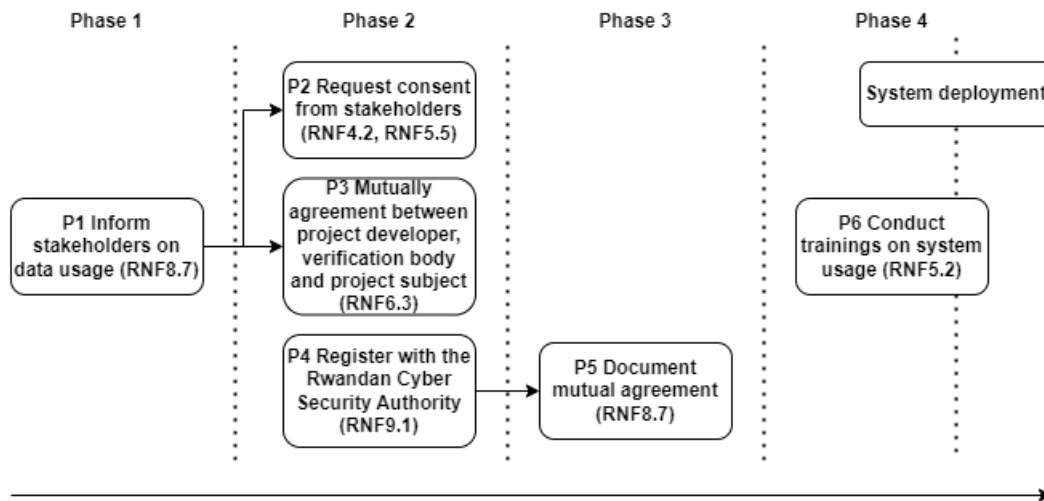 Phase 1
Phase 2
Phase 3
Phase 4
P2 Request consent
from stakeholders
(RNF4.2, RNF5.5)
System deployment
P1 Inform
stakeholders on
data usage (RNF8.7)
P3 Mutually
agreement between
project developer,
verification body
and project subject
(RNF6.3)
P6 Conduct
trainings on system
usage (RNF5.2)
P4 Register with the
Rwandan Cyber
Security Authority
(RNF9.1)
P5 Document
mutual agreement
(RNF8.7)